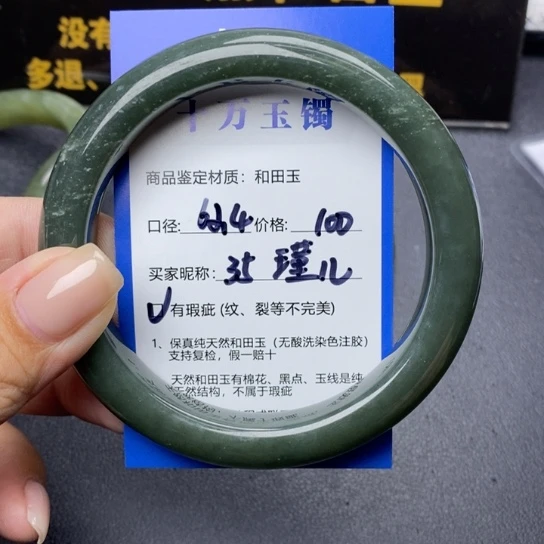 没有
多退、
十万玉镯
商品鉴定材质：和田玉
口径: 64 价格: 100
买家昵称: 35 瑾儿
有瑕疵 (纹、裂等不完美)
1、保真纯天然和田玉（无酸洗染色注胶）
支持复检，假一赔十
天然和田玉有棉花、黑点、玉线是纯
天然结构，不属于瑕疵